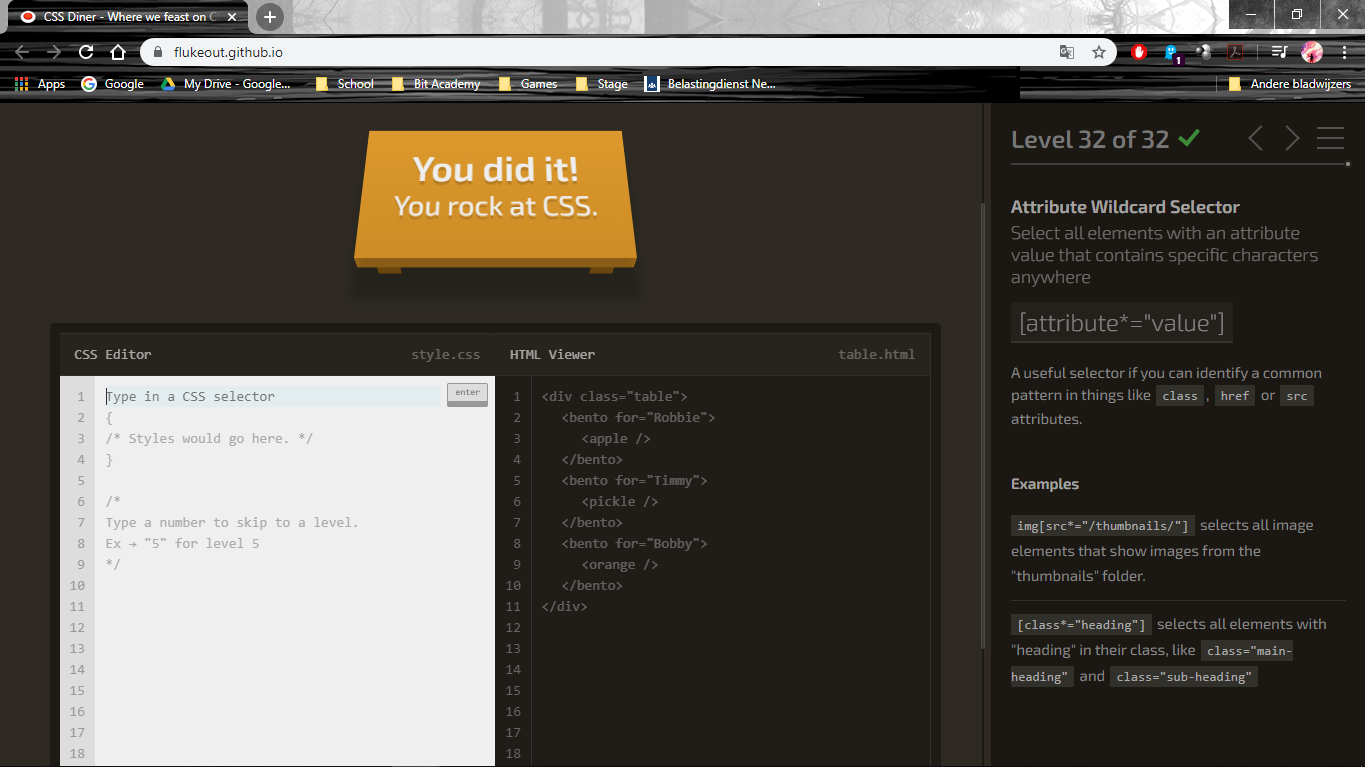 CSS Diner - Where we feast on C
flukeout.github.io
1
Apps Google My Drive - Google... School Bit Academy Games Stage Belastingdienst Ne... Andere bladwijzers
You did it!
You rock at CSS.
CSS Editor style.css
1 Type in a CSS selector enter
2 {
3 /* Styles would go here. */
4 }
5
6 /*
7 Type a number to skip to a level.
8 Ex → "5" for level 5
9 */
10
11
12
13
14
15
16
17
18
HTML Viewer table.html
1 <div class="table">
2 <bento for="Robbie">
3 <apple />
4 </bento>
5 <bento for="Timmy">
6 <pickle />
7 </bento>
8 <bento for="Bobby">
9 <orange />
10 </bento>
11 </div>
12
13
14
15
16
17
18
Level 32 of 32
Attribute Wildcard Selector
Select all elements with an attribute
value that contains specific characters
anywhere
[attribute*="value"]
A useful selector if you can identify a common
pattern in things like class , href or src
attributes.
Examples
img[src*="/thumbnails/"] selects all image
elements that show images from the
"thumbnails" folder.
[class*="heading"] selects all elements with
"heading" in their class, like class="main-
heading" and class="sub-heading"